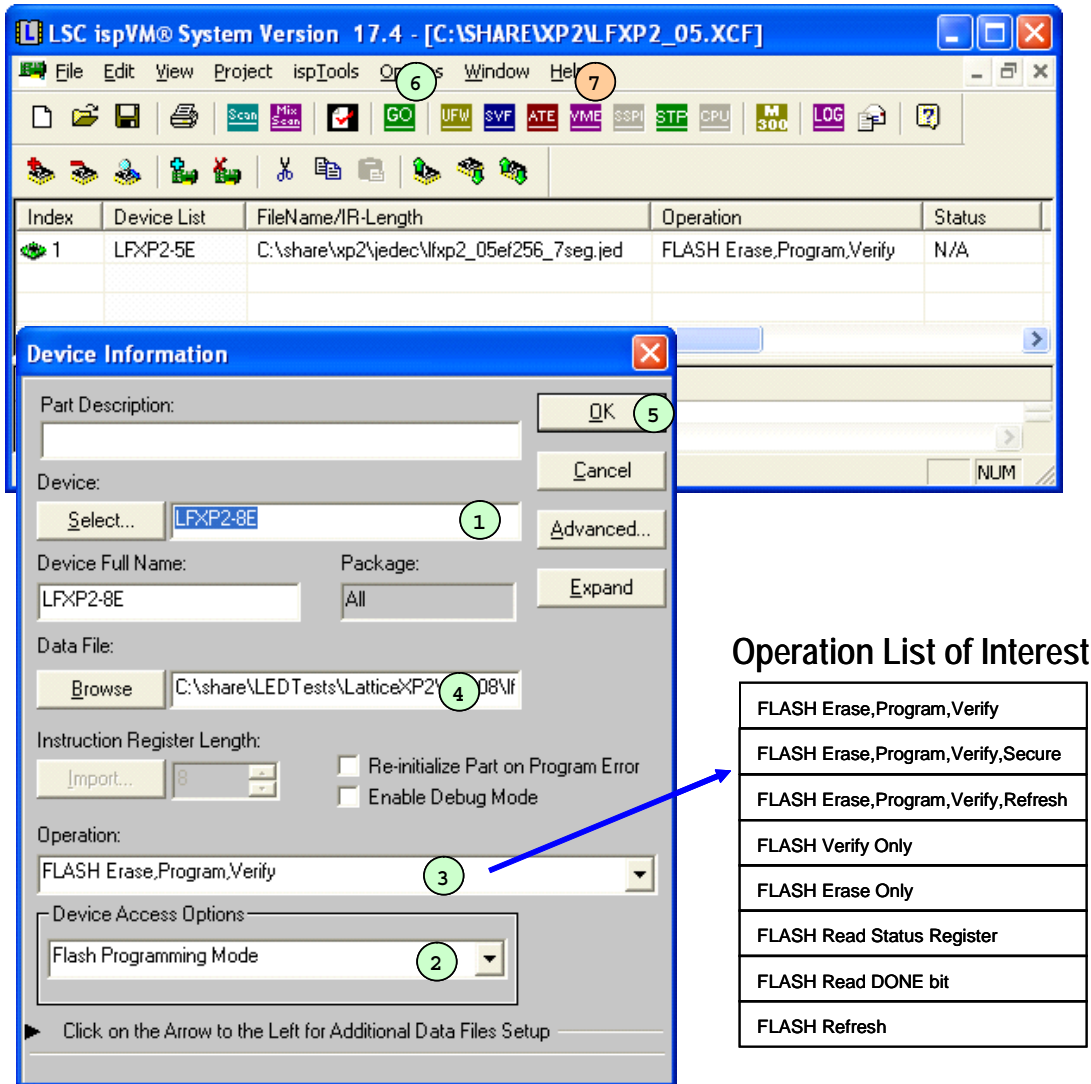 LSC ispVM® System Version 17.4 - [C:\SHARE\XP2\LFXP2_05.XCF]
File Edit View Project ispTools Window
6
7
Scan Mix Scan GO UFW SVF ATE VME SSPI STP CPU M 300 LOG
Index Device List FileName/IR-Length Operation Status
1 LFXP2-5E C:\share\xp2\jedec\lfxp2_05ef256_7seg.jed FLASH Erase,Program,Verify N/A
NUM
Device Information
Part Description:
OK 5
Cancel
Device:
Select... LFXP2-8E 1
Advanced...
Device Full Name: Package:
LFXP2-8E All
Expand
Data File:
Browse C:\share\LEDTests\LatticeXP2\ 4 08\lf
Instruction Register Length:
Import... 8
Re-initialize Part on Program Error
Enable Debug Mode
Operation:
FLASH Erase,Program,Verify 3
Device Access Options
Flash Programming Mode 2
Click on the Arrow to the Left for Additional Data Files Setup
Operation List of Interest
FLASH Erase,Program,Verify
FLASH Erase,Program,Verify,Secure
FLASH Erase,Program,Verify,Refresh
FLASH Verify Only
FLASH Erase Only
FLASH Read Status Register
FLASH Read DONE bit
FLASH Refresh